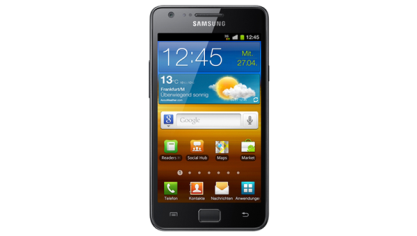 SAMSUNG
12:45
12:45
Mit.
27.04.
13°C
Frankfurt/M
Überwiegend sonnig
Google
Readers H
Social Hub
Maps
Market
Telefon
Kontakte
Nachrichten
Anwendungen